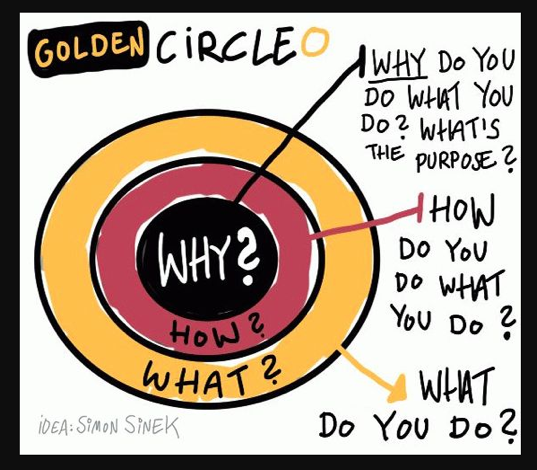 GOLDEN CIRCLE
WHY DO YOU
DO WHAT YOU
DO? WHAT'S
THE PURPOSE?
WHY?
HOW
DO YOU
DO WHAT
YOU DO?
HOW?
WHAT?
WHAT
DO YOU DO?
iDEA: SiMON SiNEK